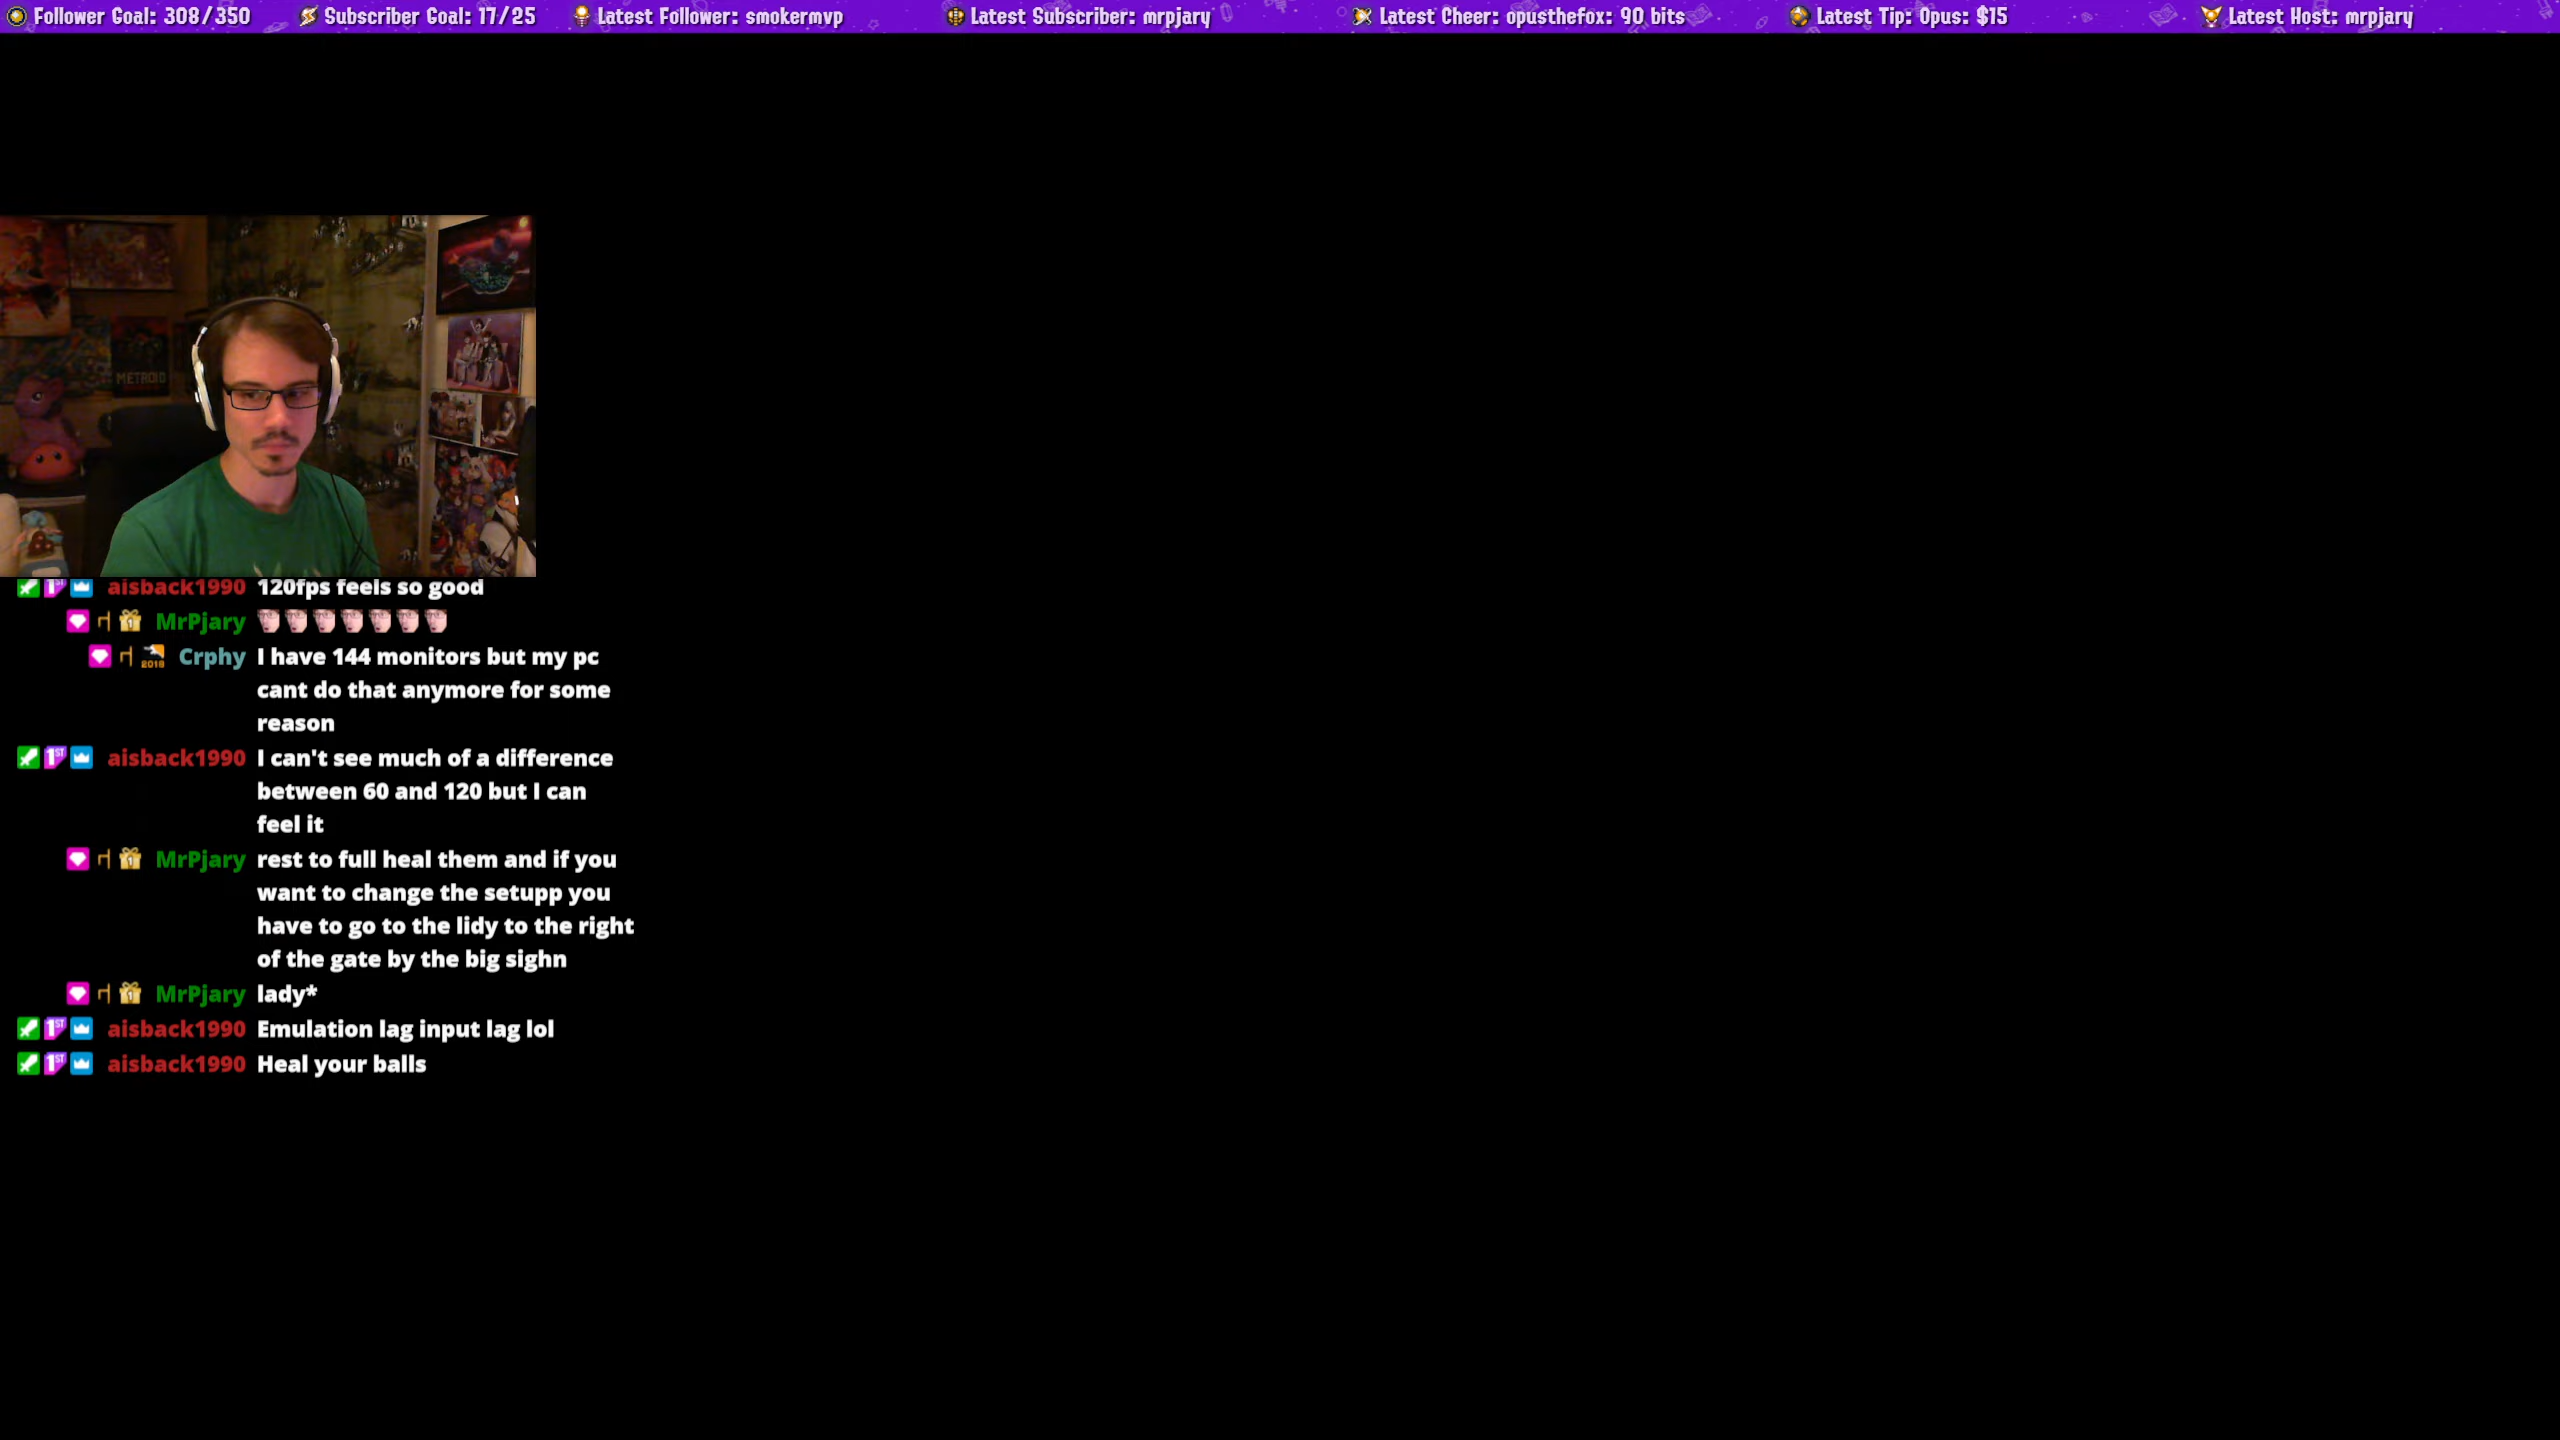 Follower Goal: 308/350 Subscriber Goal: 17/25 Latest Follower: smokermvp Latest Subscriber: mrpjary Latest Cheer: opusthefox: 90 bits Latest Tip: Opus: $15 Latest Host: mrpjary
METROID
aisback1990 120fps feels so good
MrPjary
Crphy I have 144 monitors but my pc
cant do that anymore for some
reason
aisback1990 I can't see much of a difference
between 60 and 120 but I can
feel it
MrPjary rest to full heal them and if you
want to change the setupp you
have to go to the lidy to the right
of the gate by the big sighn
MrPjary lady*
aisback1990 Emulation lag input lag lol
aisback1990 Heal your balls